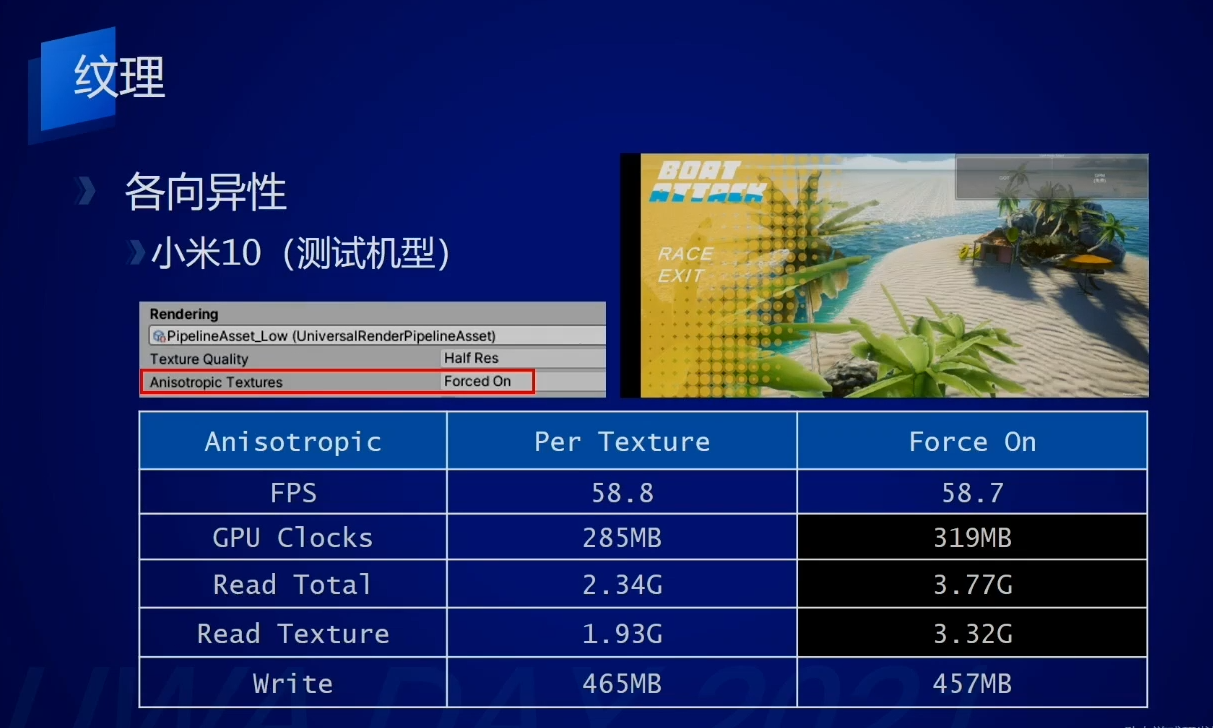 纹理
各向异性
小米10（测试机型）
BOAT
ATTACK
RACE
EXIT
Rendering
PipelineAsset_Low (UniversalRenderPipelineAsset)
Texture Quality Half Res
Anisotropic Textures Forced On
Anisotropic Per Texture Force On
FPS 58.8 58.7
GPU Clocks 285MB 319MB
Read Total 2.34G 3.77G
Read Texture 1.93G 3.32G
Write 465MB 457MB
UWA DAY 2021